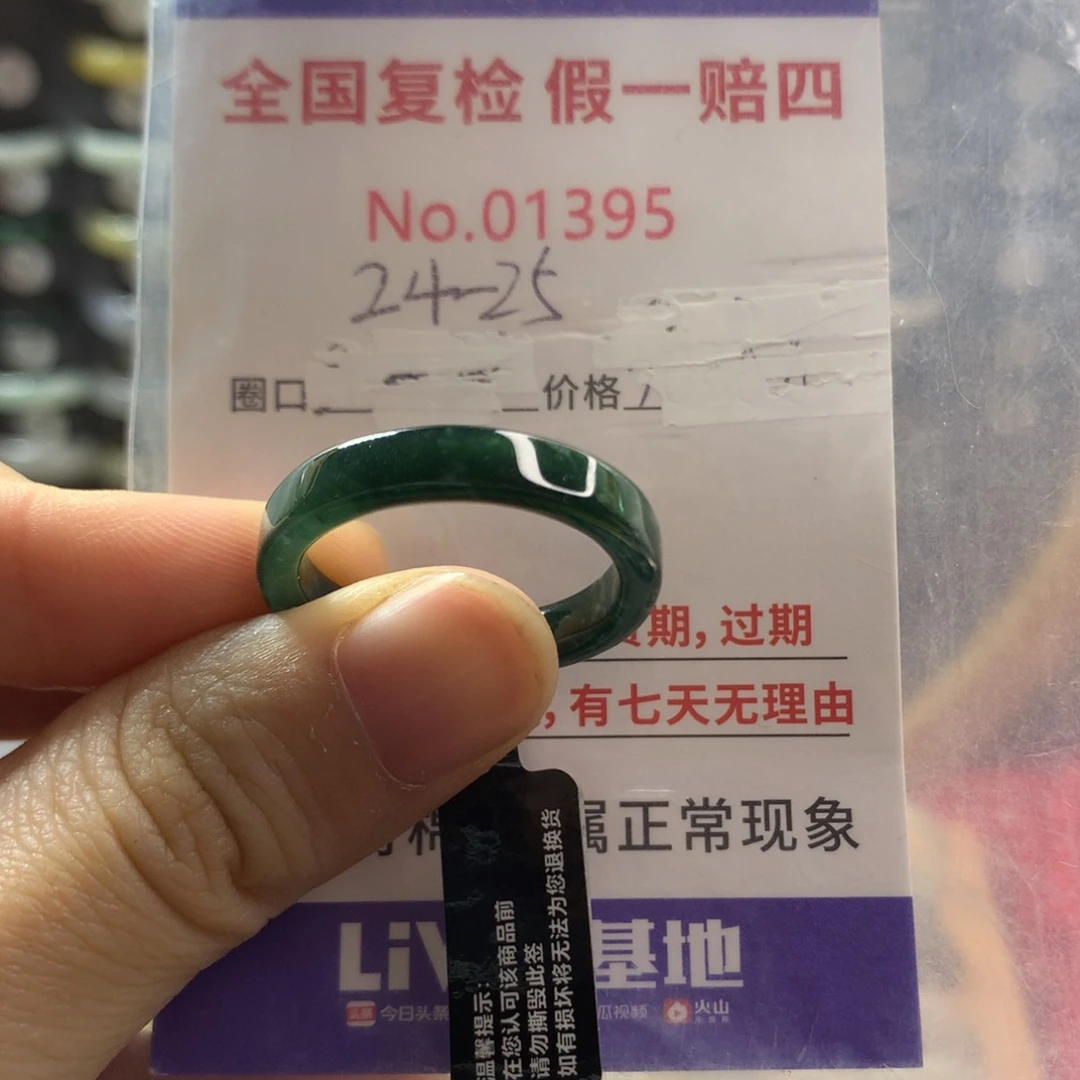 全国复检 假一赔四
No.01395
24-25
圈口 价格
期，过期
，有七天无理由
属正常现象
LiV 基地
今日头条 瓜视频 火山
温馨提示：
在您认可该商品前
请勿撕毁此签
如有损坏将无法为您退换货